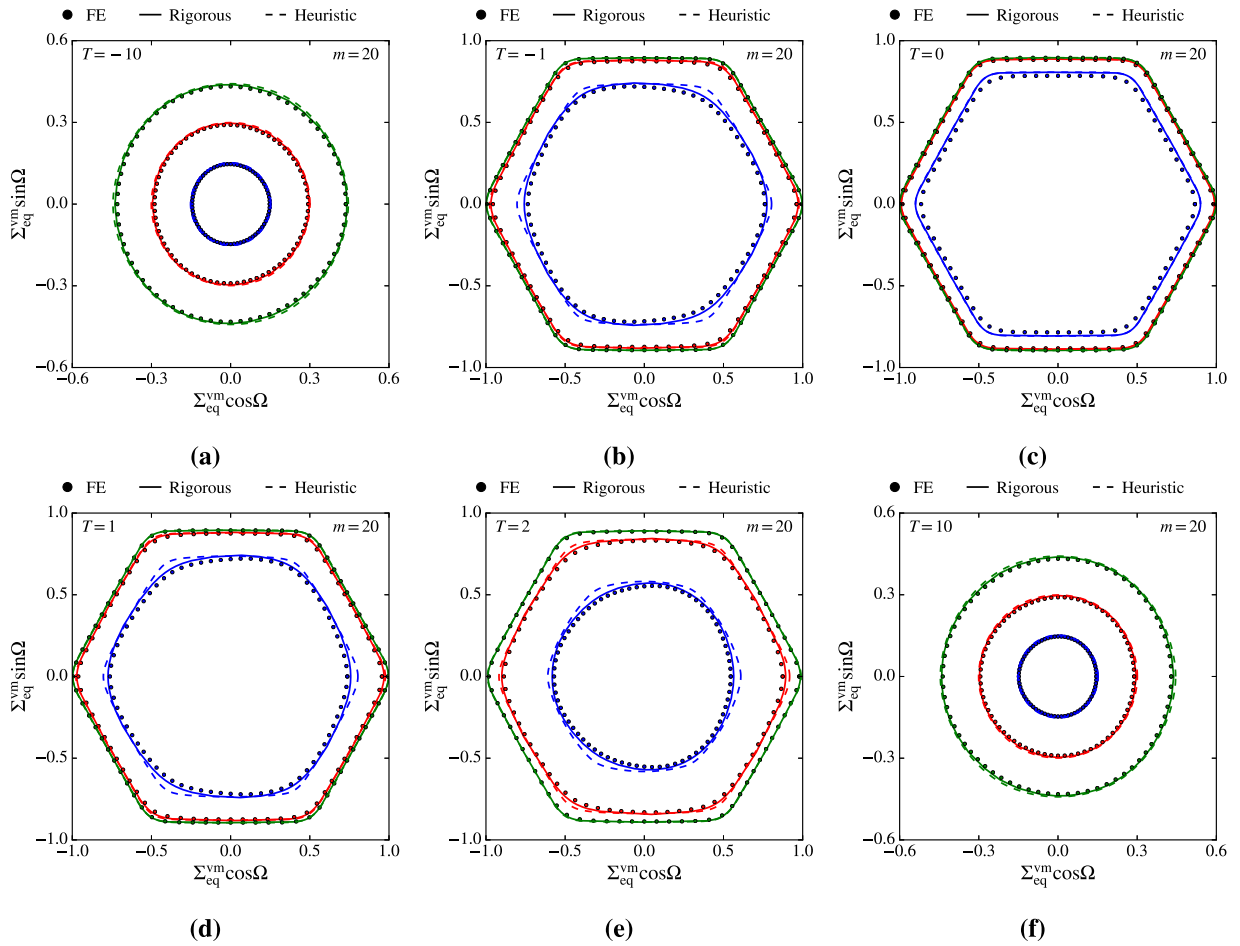 FE Rigorous Heuristic FE Rigorous Heuristic FE Rigorous Heuristic
0.6 1.0 1.0
T=−10 m=20 T=−1 m=20 T=0 m=20
0.3 0.5 0.5
Σ_eq^vm sinΩ 0.0 Σ_eq^vm sinΩ 0.0 Σ_eq^vm sinΩ 0.0
−0.3 −0.5 −0.5
−0.6 −1.0 −1.0
−0.6 −0.3 0.0 0.3 0.6 −1.0 −0.5 0.0 0.5 1.0 −1.0 −0.5 0.0 0.5 1.0
Σ_eq^vm cosΩ Σ_eq^vm cosΩ Σ_eq^vm cosΩ
(a) (b) (c)
FE Rigorous Heuristic FE Rigorous Heuristic FE Rigorous Heuristic
1.0 1.0 0.6
T=1 m=20 T=2 m=20 T=10 m=20
0.5 0.5 0.3
Σ_eq^vm sinΩ 0.0 Σ_eq^vm sinΩ 0.0 Σ_eq^vm sinΩ 0.0
−0.5 −0.5 −0.3
−1.0 −1.0 −0.6
−1.0 −0.5 0.0 0.5 1.0 −1.0 −0.5 0.0 0.5 1.0 −0.6 −0.3 0.0 0.3 0.6
Σ_eq^vm cosΩ Σ_eq^vm cosΩ Σ_eq^vm cosΩ
(d) (e) (f)